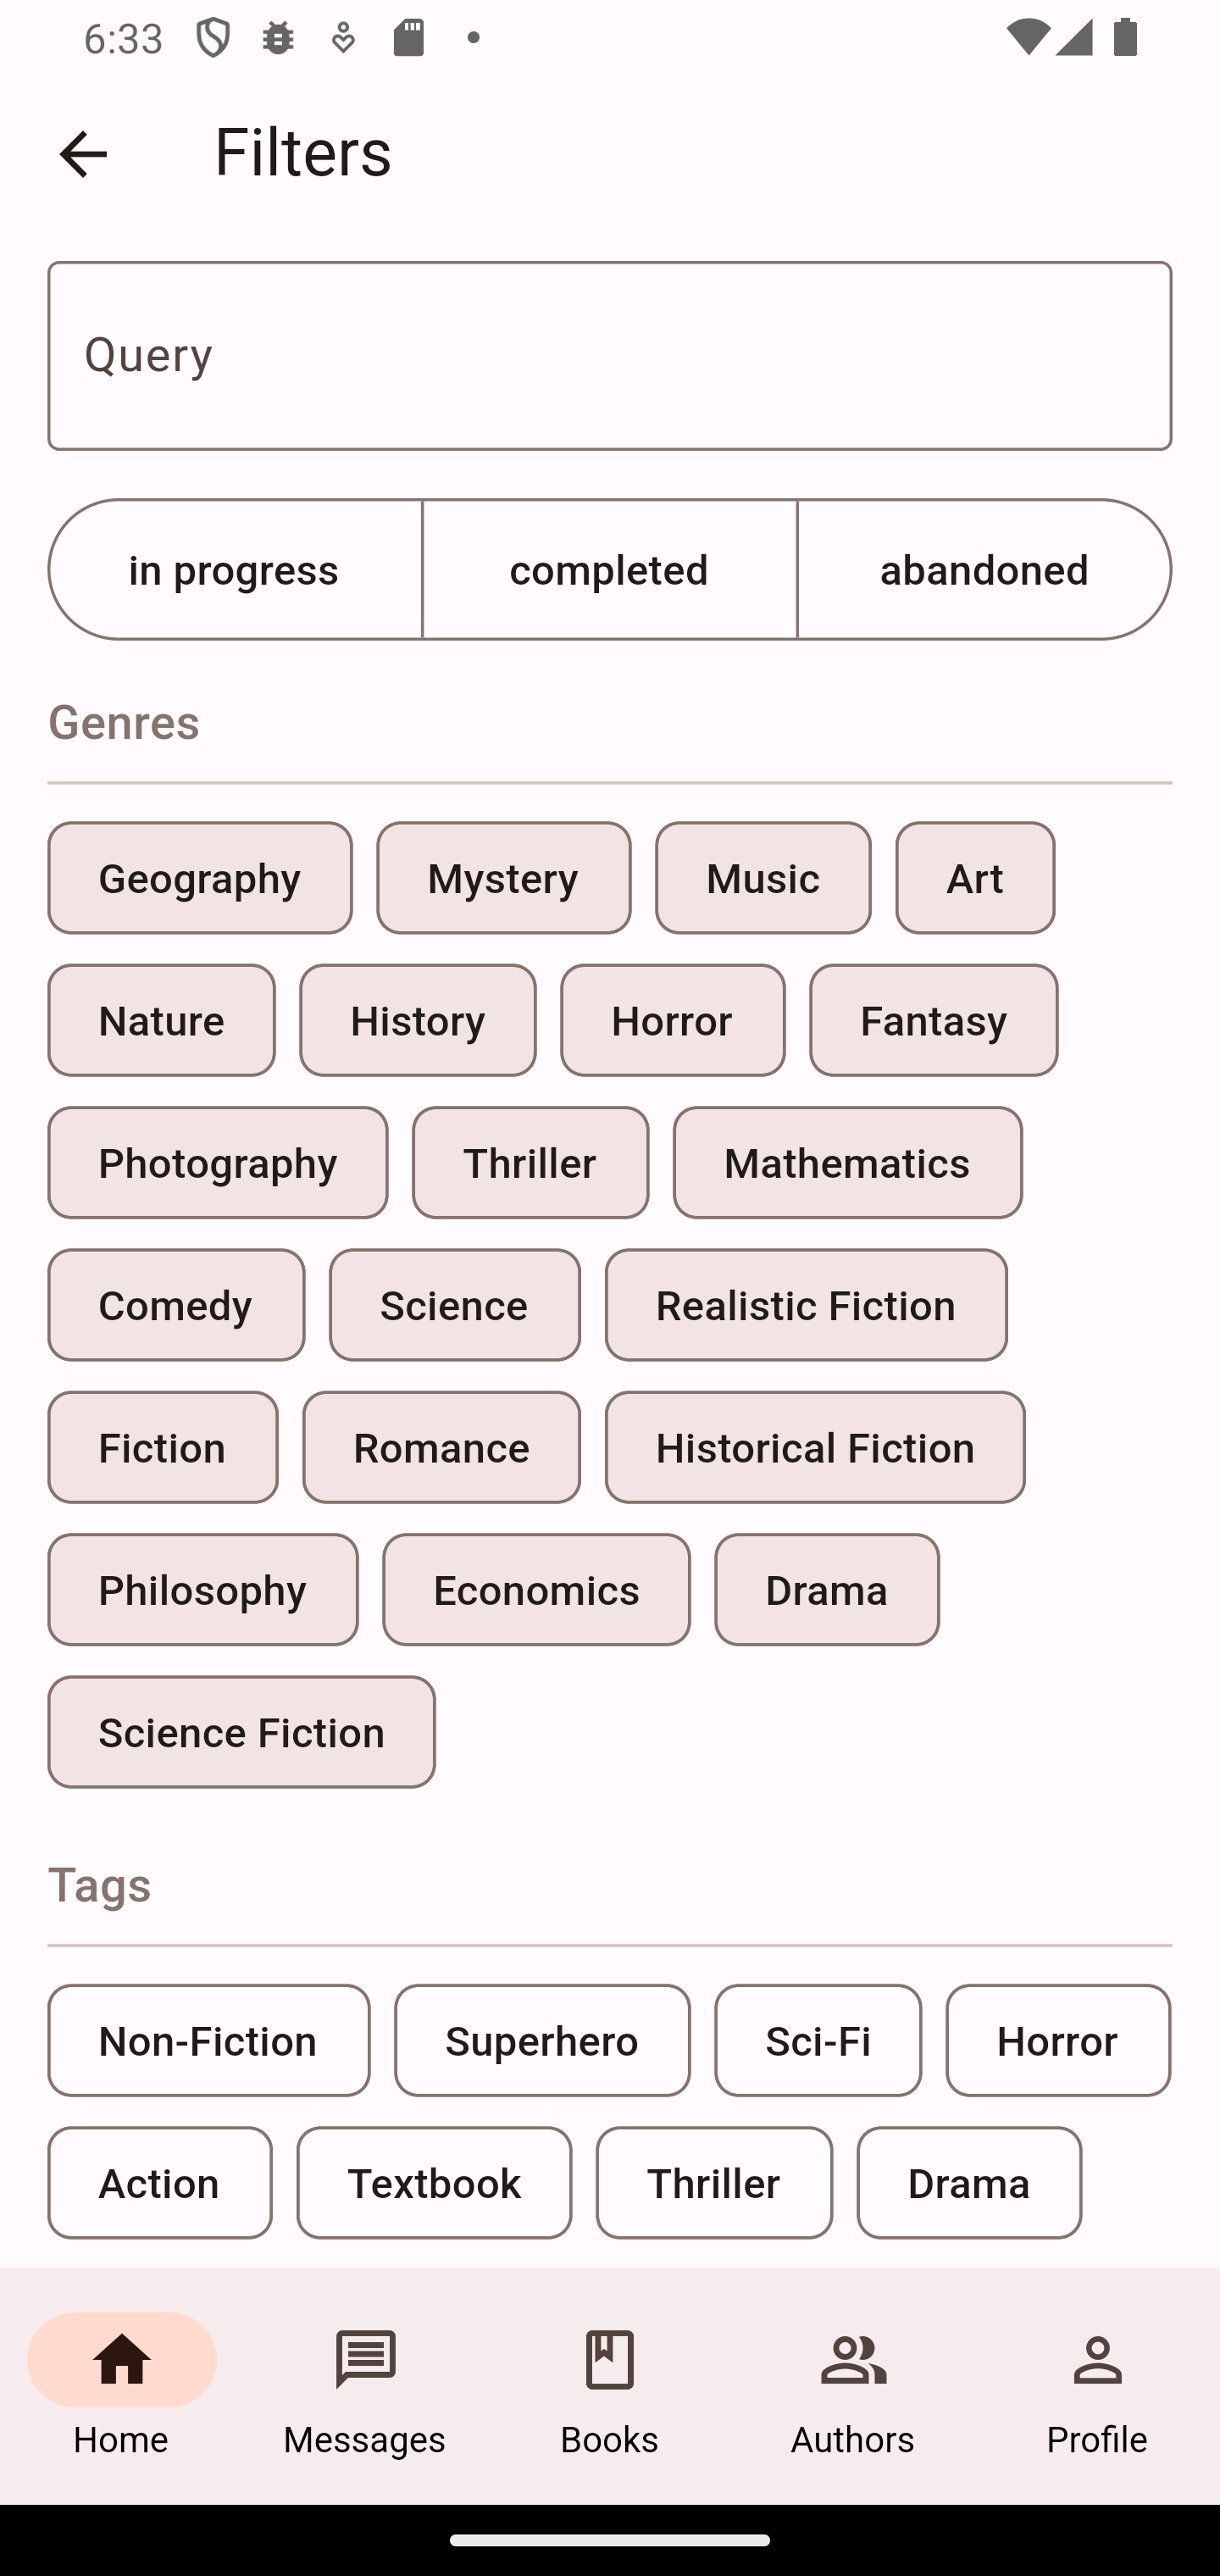 6:33
Filters
Query
in progress completed abandoned
Genres
Geography Mystery Music Art
Nature History Horror Fantasy
Photography Thriller Mathematics
Comedy Science Realistic Fiction
Fiction Romance Historical Fiction
Philosophy Economics Drama
Science Fiction
Tags
Non-Fiction Superhero Sci-Fi Horror
Action Textbook Thriller Drama
Home Messages Books Authors Profile